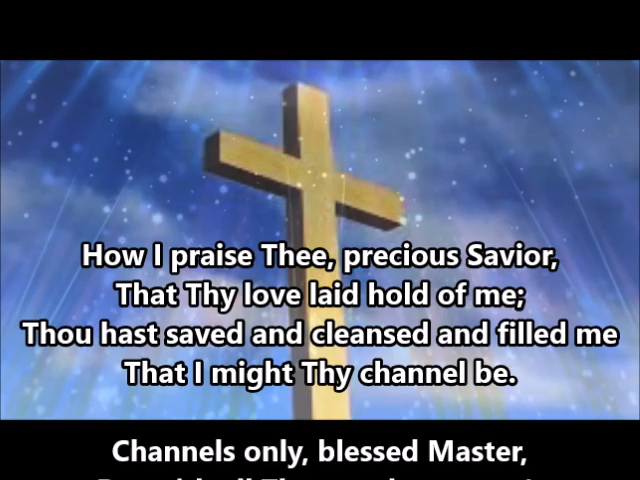 How I praise Thee, precious Savior,
That Thy love laid hold of me;
Thou hast saved and cleansed and filled me
That I might Thy channel be.
Channels only, blessed Master,